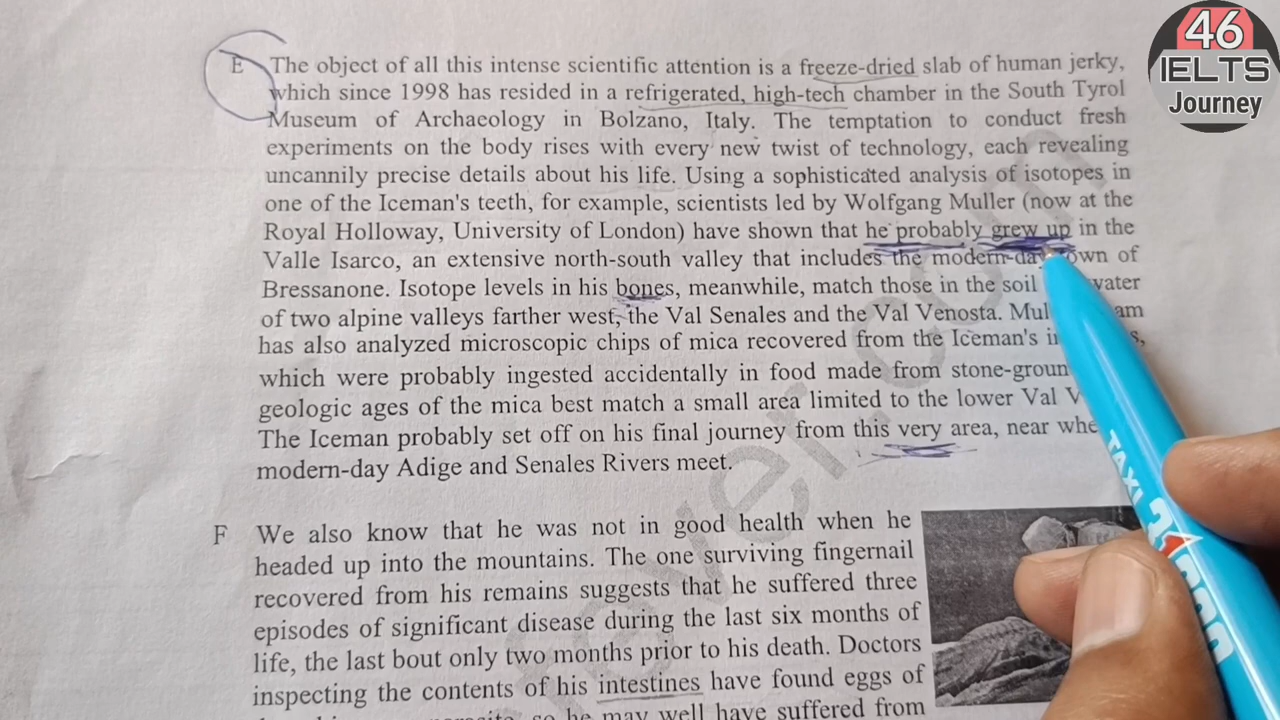 46
IELTS
Journey
E The object of all this intense scientific attention is a freeze-dried slab of human jerky,
which since 1998 has resided in a refrigerated, high-tech chamber in the South Tyrol
Museum of Archaeology in Bolzano, Italy. The temptation to conduct fresh
experiments on the body rises with every new twist of technology, each revealing
uncannily precise details about his life. Using a sophisticated analysis of isotopes in
one of the Iceman's teeth, for example, scientists led by Wolfgang Muller (now at the
Royal Holloway, University of London) have shown that he probably grew up in the
Valle Isarco, an extensive north-south valley that includes the modern-day town of
Bressanone. Isotope levels in his bones, meanwhile, match those in the soil water
of two alpine valleys farther west, the Val Senales and the Val Venosta.
has also analyzed microscopic chips of mica recovered from the Iceman's
which were probably ingested accidentally in food made from
geologic ages of the mica best match a small area limited to the lower Val
The Iceman probably set off on his final journey from this very area, near
modern-day Adige and Senales Rivers meet.
F We also know that he was not in good health when he
headed up into the mountains. The one surviving fingernail
recovered from his remains suggests that he suffered three
episodes of significant disease during the last six months of
life, the last bout only two months prior to his death. Doctors
inspecting the contents of his intestines have found eggs of
so he may well have suffered from
TAXI